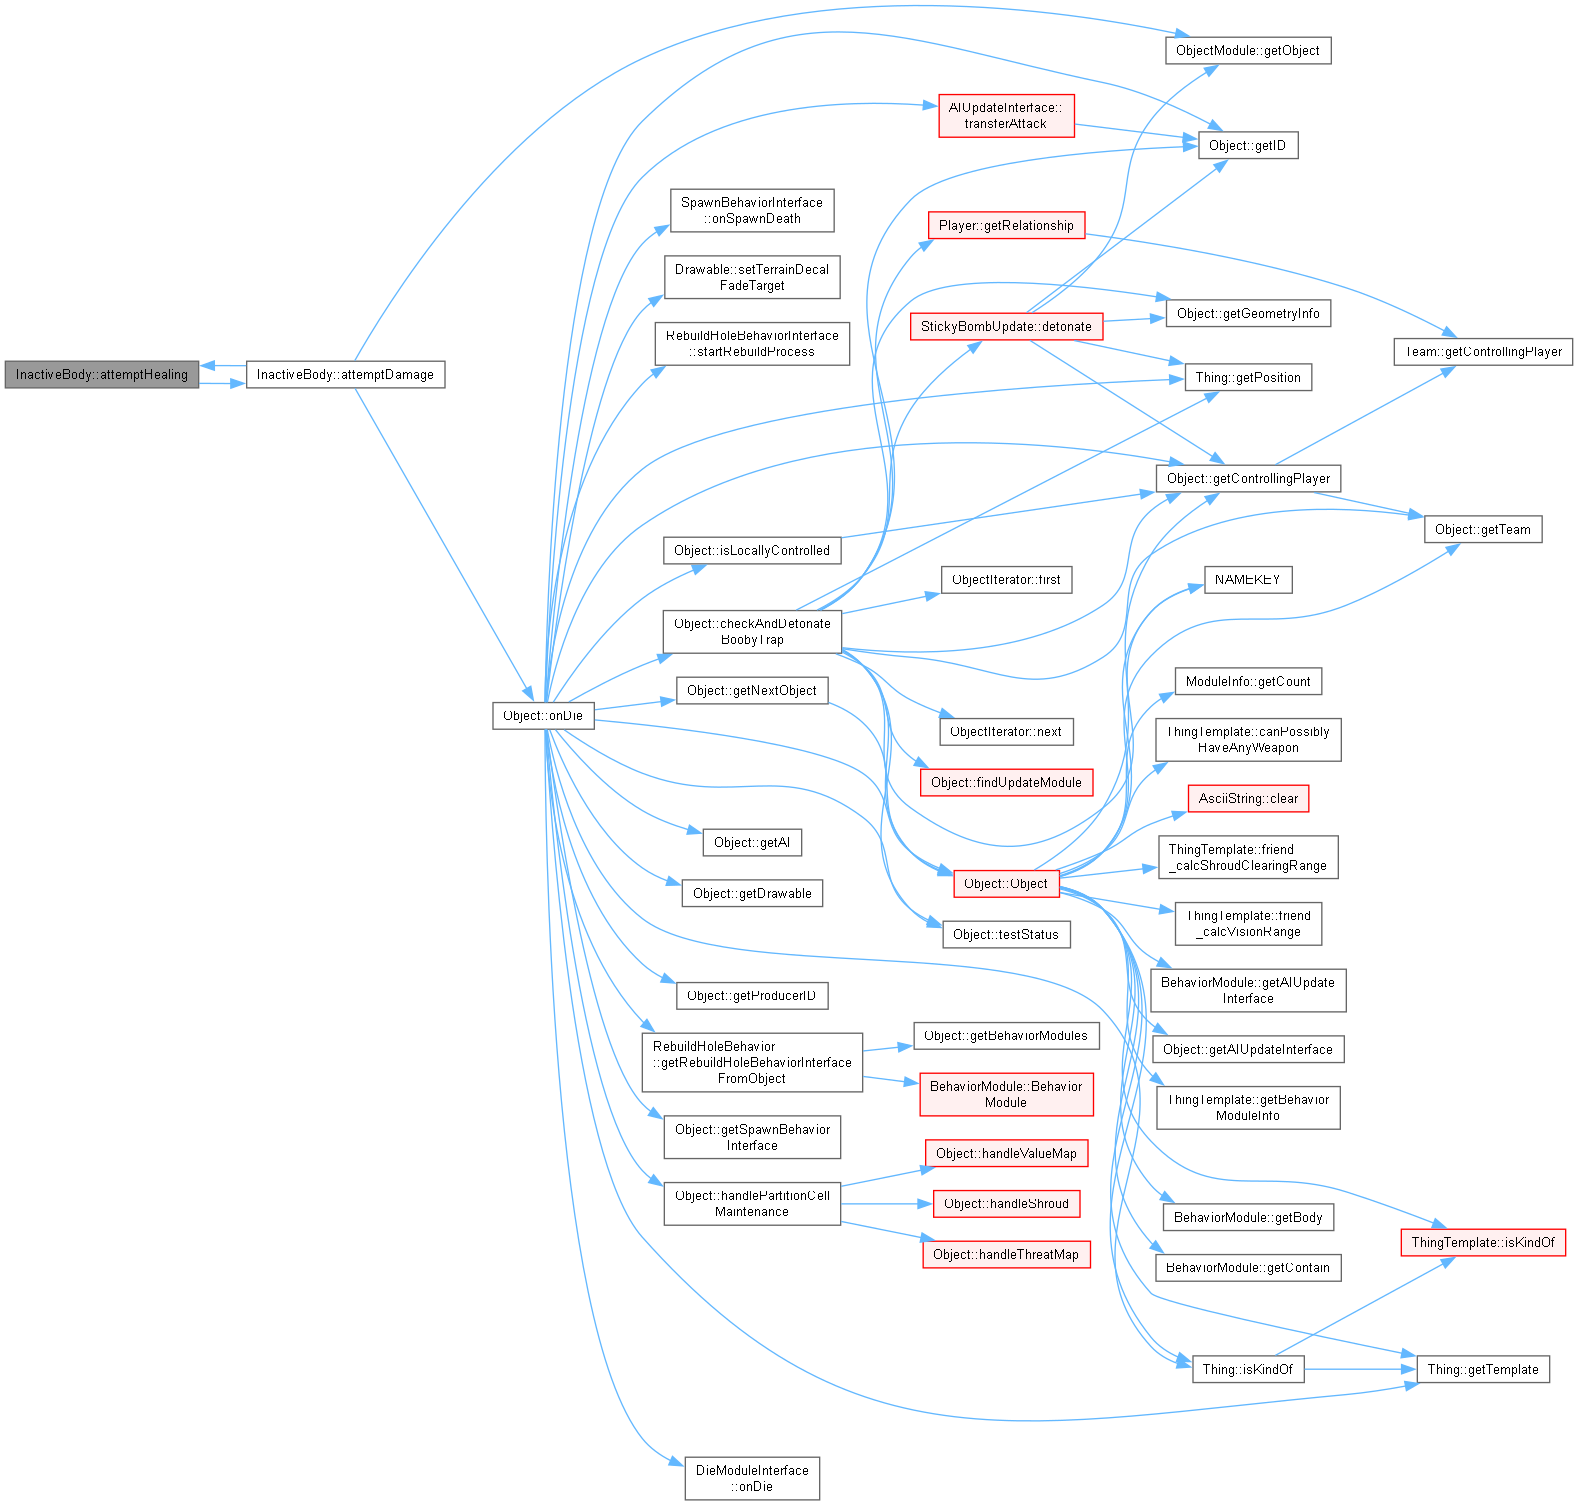 InactiveBody::attemptHealing
InactiveBody::attemptDamage
Object::onDie
SpawnBehaviorInterface
::onSpawnDeath
Drawable::setTerrainDecal
FadeTarget
RebuildHoleBehaviorInterface
::startRebuildProcess
Object::isLocallyControlled
Object::checkAndDetonate
BoobyTrap
Object::getNextObject
Object::getAI
Object::getDrawable
Object::getProducerID
RebuildHoleBehavior
::getRebuildHoleBehaviorInterface
FromObject
Object::getSpawnBehavior
Interface
Object::handlePartitionCell
Maintenance
DieModuleInterface
::onDie
AIUpdateInterface::
transferAttack
Player::getRelationship
StickyBombUpdate::detonate
ObjectIterator::first
ObjectIterator::next
Object::findUpdateModule
Object::Object
Object::testStatus
Object::getBehaviorModules
BehaviorModule::Behavior
Module
Object::handleValueMap
Object::handleShroud
Object::handleThreatMap
ObjectModule::getObject
Object::getID
Object::getGeometryInfo
Thing::getPosition
Object::getControllingPlayer
NAMEKEY
ModuleInfo::getCount
ThingTemplate::canPossibly
HaveAnyWeapon
AsciiString::clear
ThingTemplate::friend
_calcShroudClearingRange
ThingTemplate::friend
_calcVisionRange
BehaviorModule::getAIUpdate
Interface
Object::getAIUpdateInterface
ThingTemplate::getBehavior
ModuleInfo
BehaviorModule::getBody
BehaviorModule::getContain
Thing::isKindOf
Team::getControllingPlayer
Object::getTeam
ThingTemplate::isKindOf
Thing::getTemplate